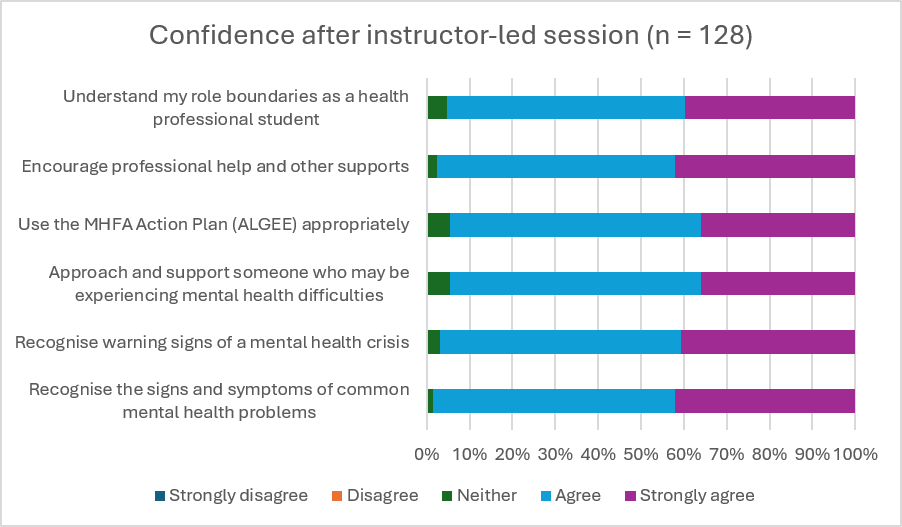 Confidence after instructor-led session (n = 128)
Understand my role boundaries as a health
professional student
Encourage professional help and other supports
Use the MHFA Action Plan (ALGEE) appropriately
Approach and support someone who may be
experiencing mental health difficulties
Recognise warning signs of a mental health crisis
Recognise the signs and symptoms of common
mental health problems
0% 10% 20% 30% 40% 50% 60% 70% 80% 90% 100%
Strongly disagree Disagree Neither Agree Strongly agree